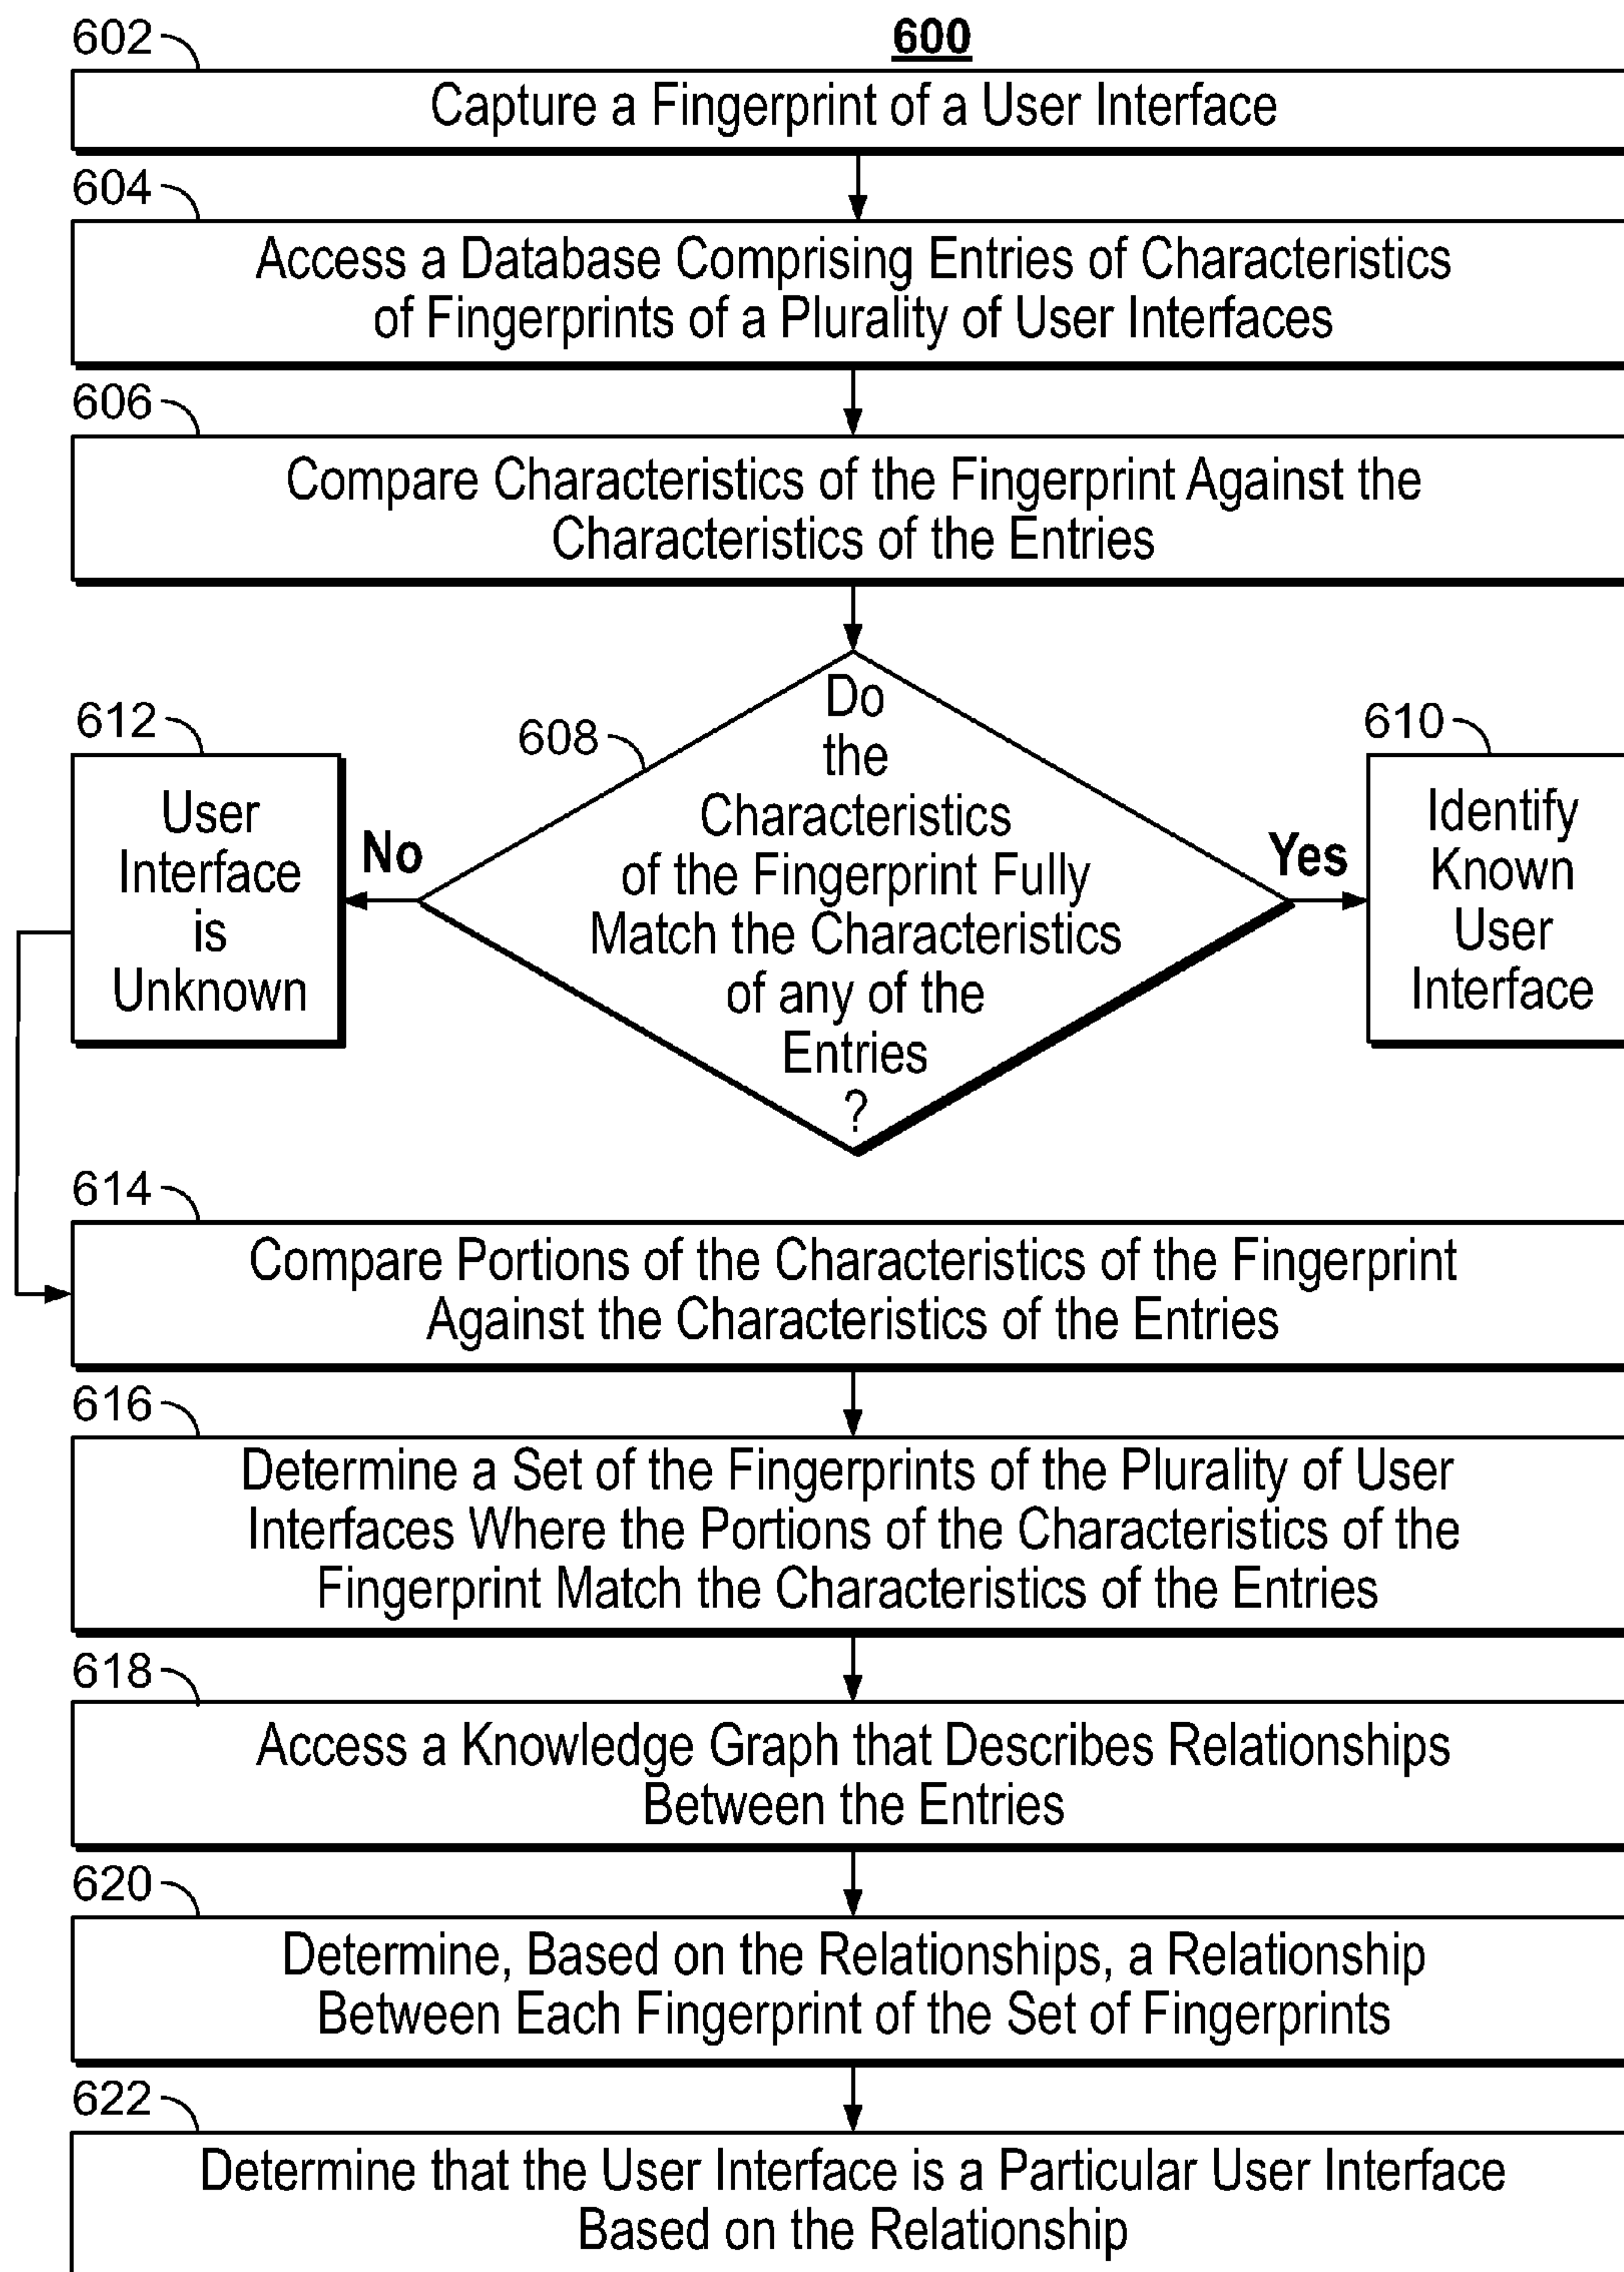 600
602
Capture a Fingerprint of a User Interface
604
Access a Database Comprising Entries of Characteristics
of Fingerprints of a Plurality of User Interfaces
606
Compare Characteristics of the Fingerprint Against the
Characteristics of the Entries
608
Do
the
Characteristics
of the Fingerprint Fully
Match the Characteristics
of any of the
Entries
?
No
612
User
Interface
is
Unknown
Yes
610
Identify
Known
User
Interface
614
Compare Portions of the Characteristics of the Fingerprint
Against the Characteristics of the Entries
616
Determine a Set of the Fingerprints of the Plurality of User
Interfaces Where the Portions of the Characteristics of the
Fingerprint Match the Characteristics of the Entries
618
Access a Knowledge Graph that Describes Relationships
Between the Entries
620
Determine, Based on the Relationships, a Relationship
Between Each Fingerprint of the Set of Fingerprints
622
Determine that the User Interface is a Particular User Interface
Based on the Relationship